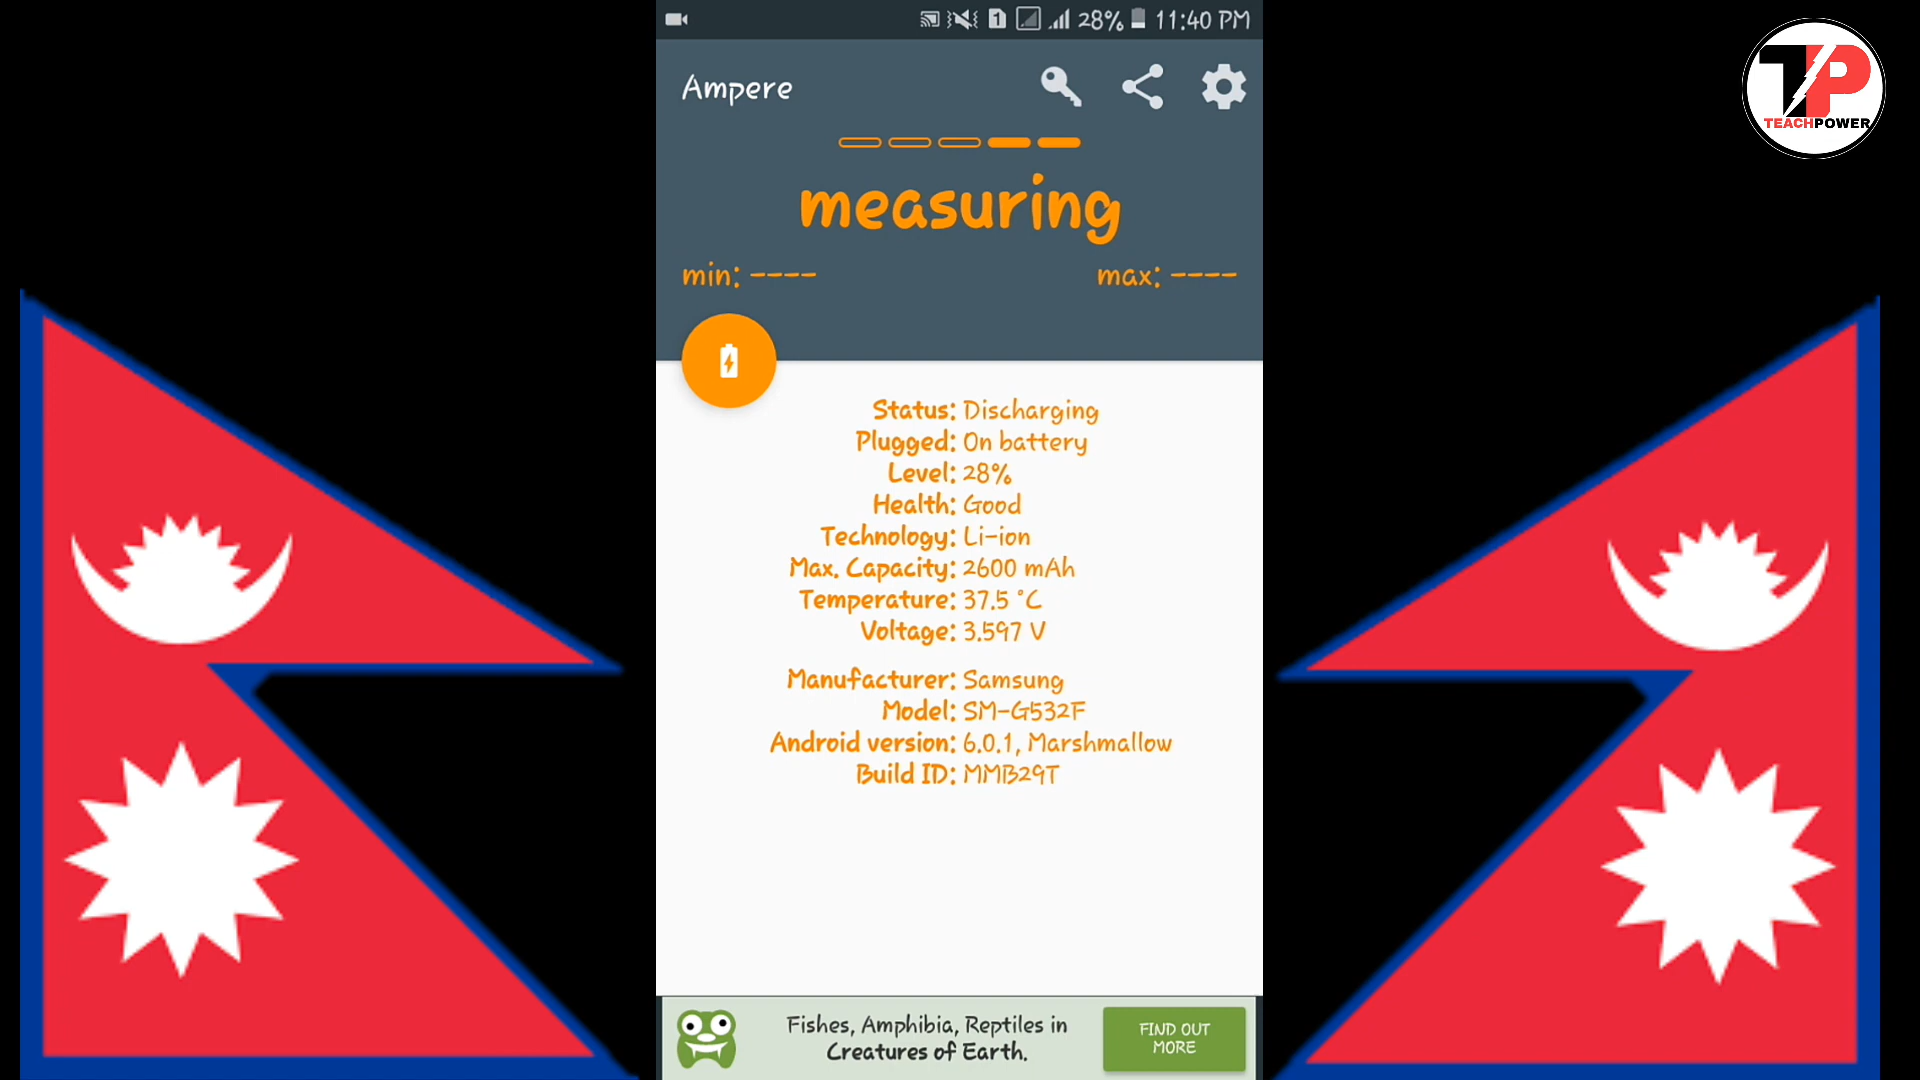 28% 11:40 PM
Ampere
measuring
min: ---- max: ----
Status: Discharging
Plugged: On battery
Level: 28%
Health: Good
Technology: Li-ion
Max. Capacity: 2600 mAh
Temperature: 37.5 °C
Voltage: 3.597 V
Manufacturer: Samsung
Model: SM-G532F
Android version: 6.0.1, Marshmallow
Build ID: MMB29T
Fishes, Amphibia, Reptiles in
Creatures of Earth.
FIND OUT
MORE
TP
TEACHPOWER
1